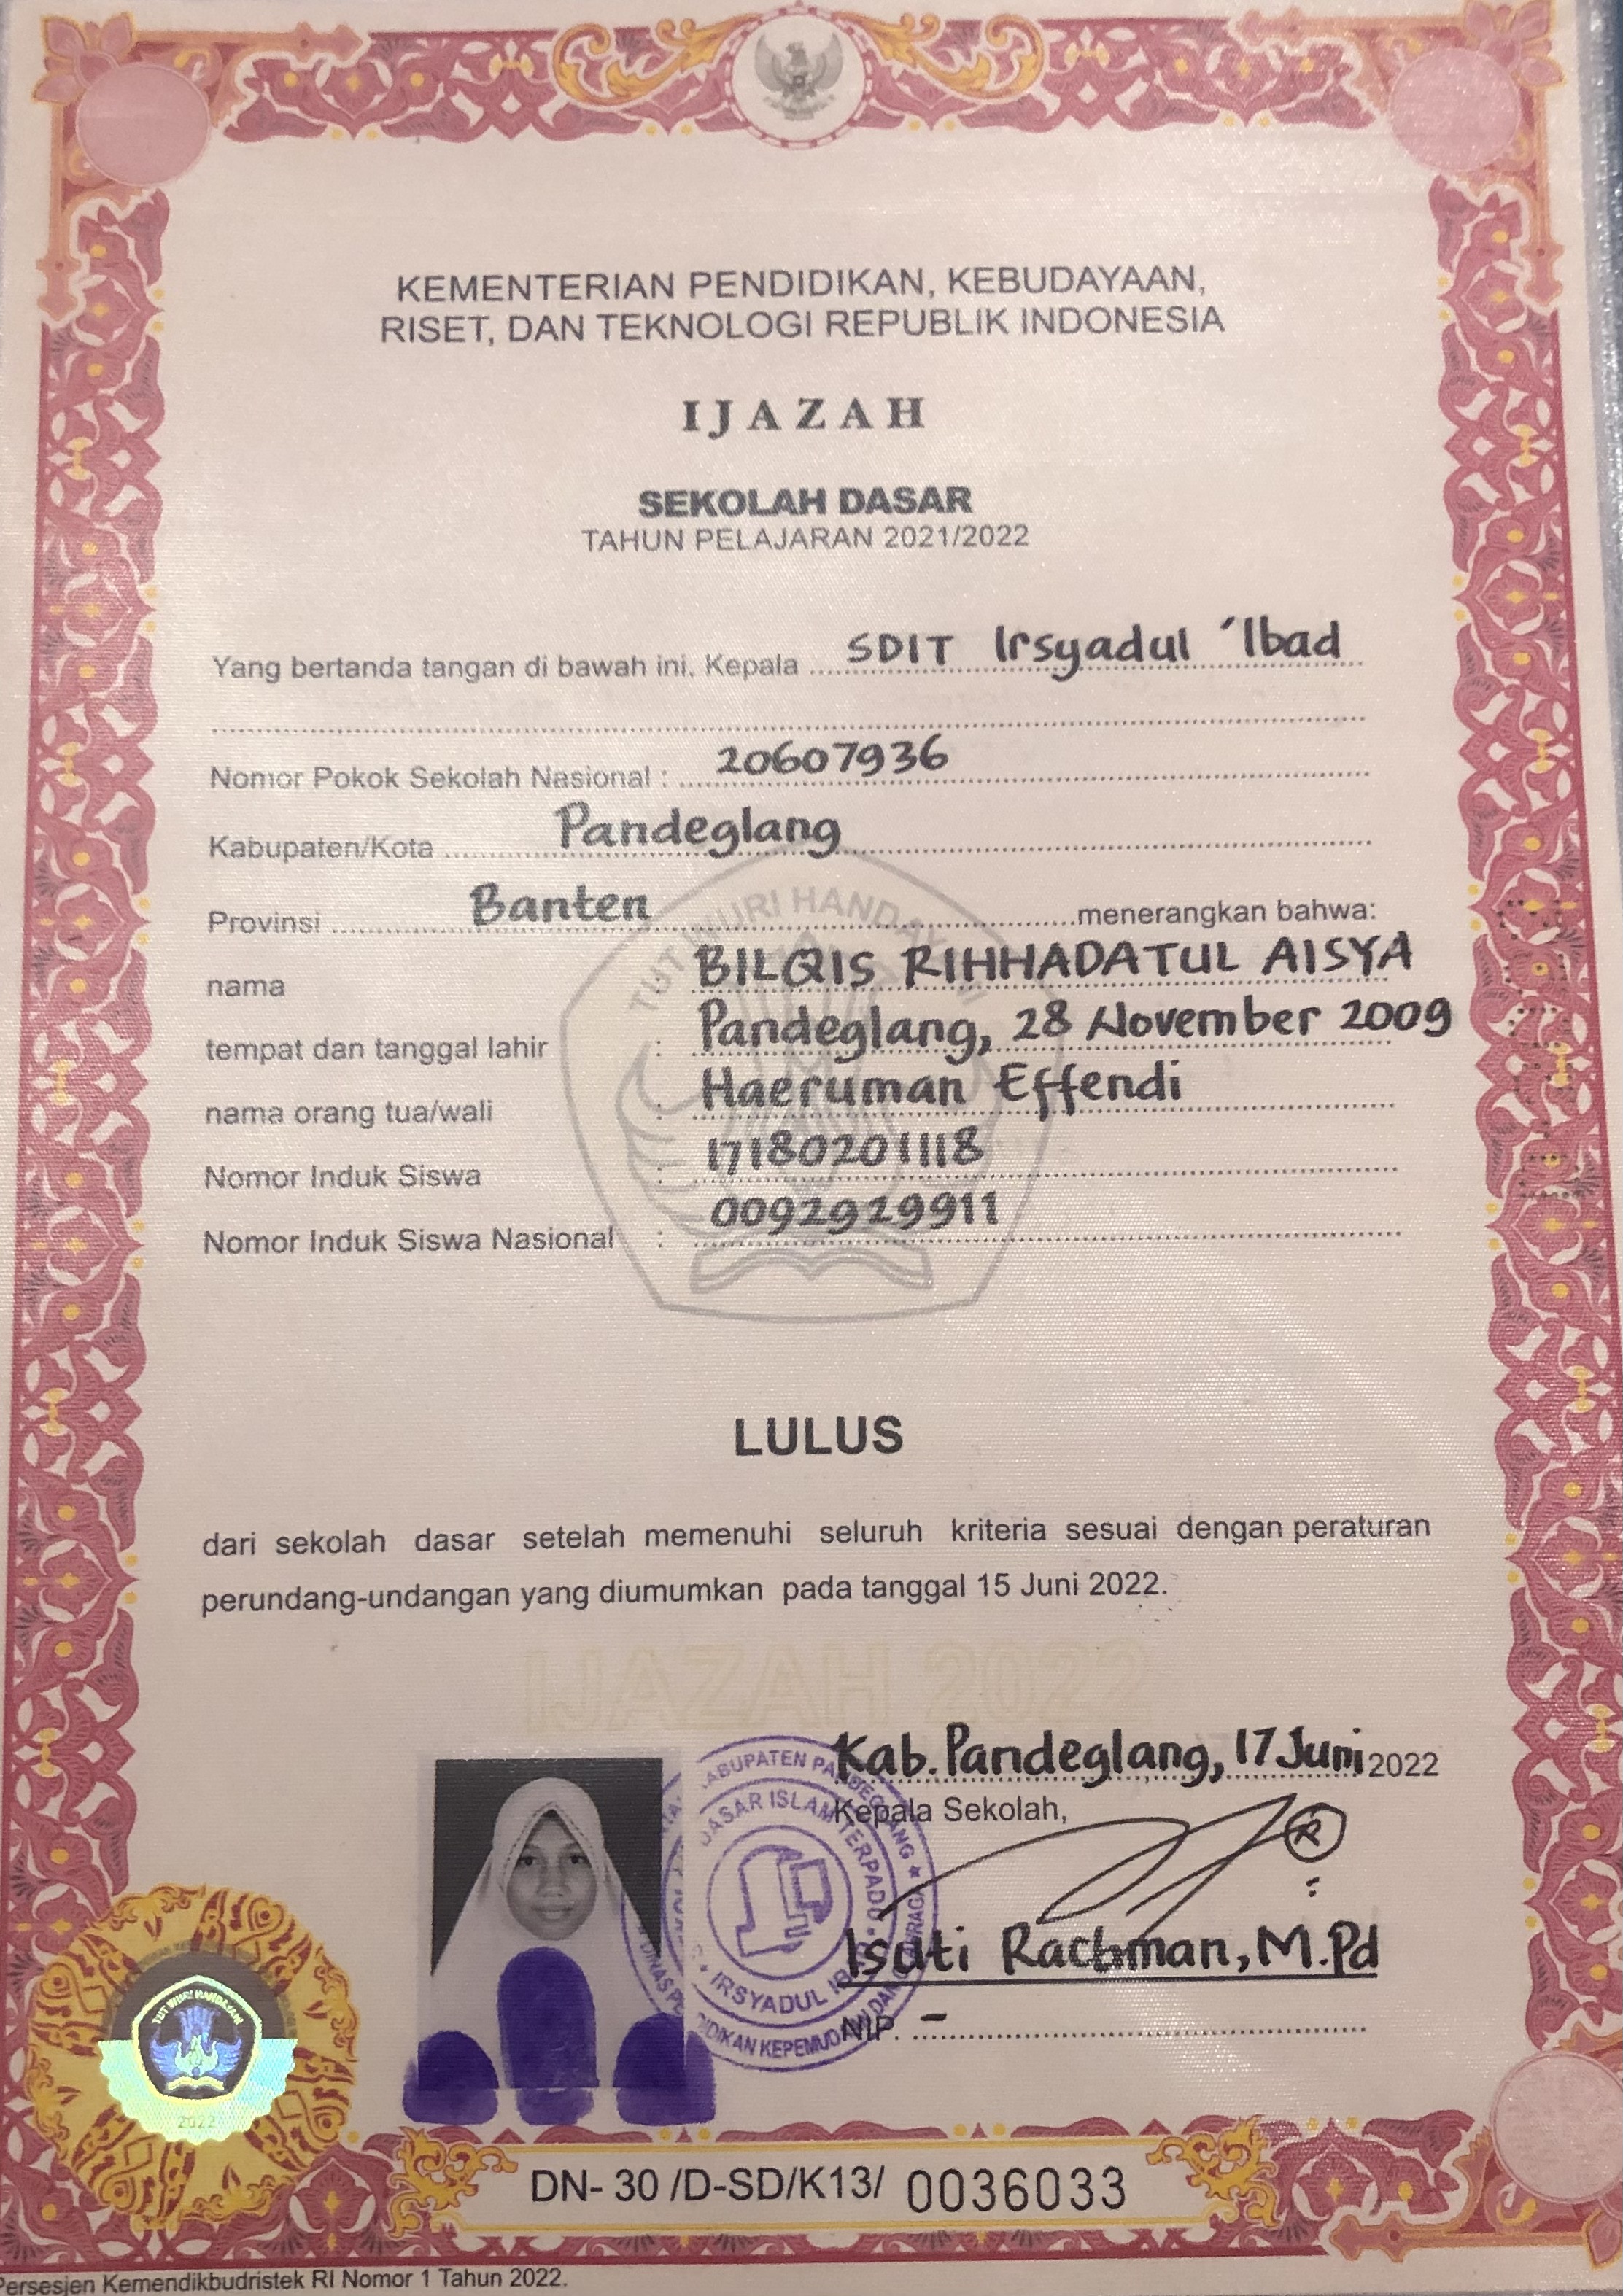 KEMENTERIAN PENDIDIKAN, KEBUDAYAAN,
RISET, DAN TEKNOLOGI REPUBLIK INDONESIA
IJAZAH
SEKOLAH DASAR
TAHUN PELAJARAN 2021/2022
Yang bertanda tangan di bawah ini, Kepala SDIT Irsyadul 'Ibad
Nomor Pokok Sekolah Nasional : 20607936
Kabupaten/Kota Pandeglang
Provinsi Banten menerangkan bahwa:
TUT WURI HANDAYANI
nama BILQIS RIHHADATUL AISYA
tempat dan tanggal lahir : Pandeglang, 28 November 2009
nama orang tua/wali : Haeruman Effendi
Nomor Induk Siswa : 17180201118
Nomor Induk Siswa Nasional : 0092929911
LULUS
dari sekolah dasar setelah memenuhi seluruh kriteria sesuai dengan peraturan
perundang-undangan yang diumumkan pada tanggal 15 Juni 2022.
IJAZAH 2022
Kab. Pandeglang, 17 Juni 2022
Kepala Sekolah,
KABUPATEN PANDEGLANG
DASAR ISLAM TERPADU
IRSYADUL IBAD
Isuti Rachman, M.Pd
NIP. -
TUT WURI HANDAYANI
2022
DN- 30 /D-SD/K13/ 0036033
Persesjen Kemendikbudristek RI Nomor 1 Tahun 2022.